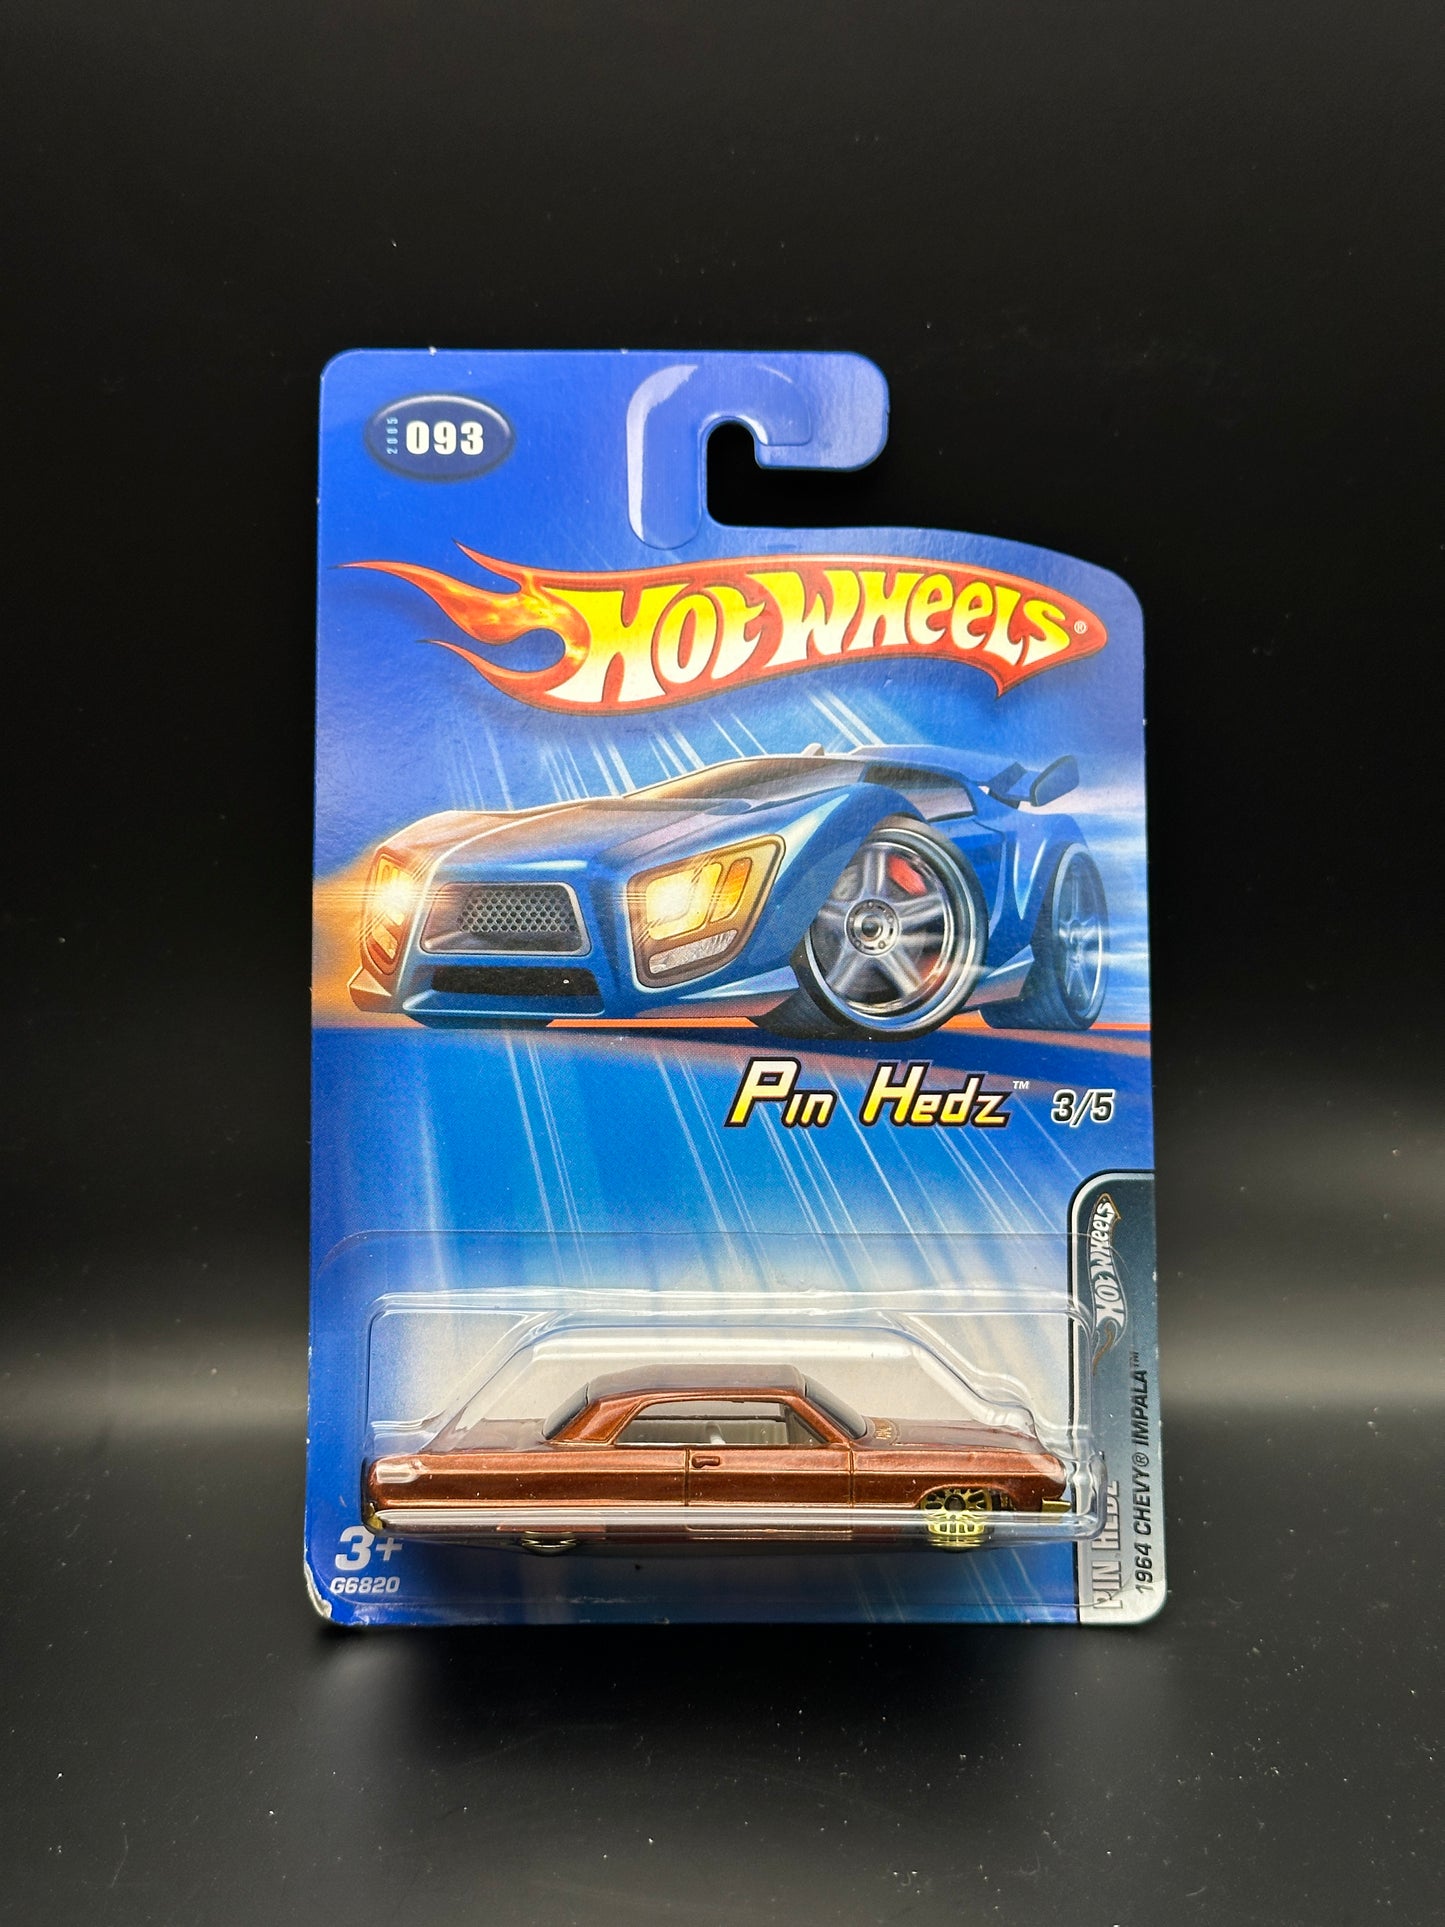 2005
093
HOT WHEELS®
PIN HEDZ™ 3/5
HOT WHEELS
PIN HEDZ
1964 CHEVY® IMPALA™
3+
G6820